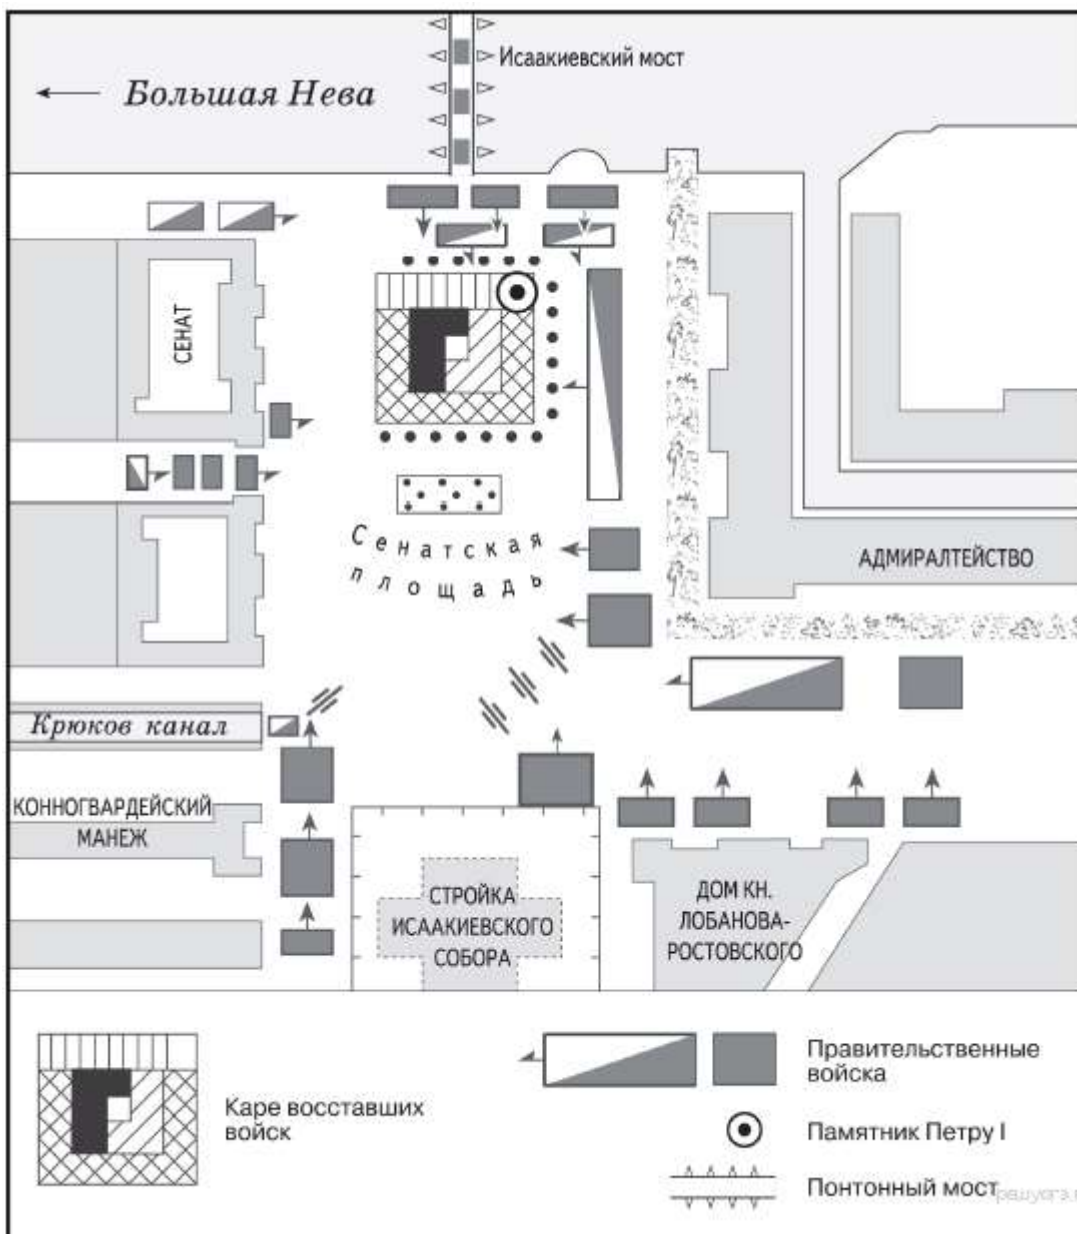 Исаакиевский мост
Большая Нева
СЕНАТ
Сенатская
площадь
АДМИРАЛТЕЙСТВО
Крюков канал
КОННОГВАРДЕЙСКИЙ
МАНЕЖ
СТРОЙКА
ИСААКИЕВСКОГО
СОБОРА
ДОМ КН.
ЛОБАНОВА-
РОСТОВСКОГО
Каре восставших
войск
Правительственные
войска
Памятник Петру I
Понтонный мост